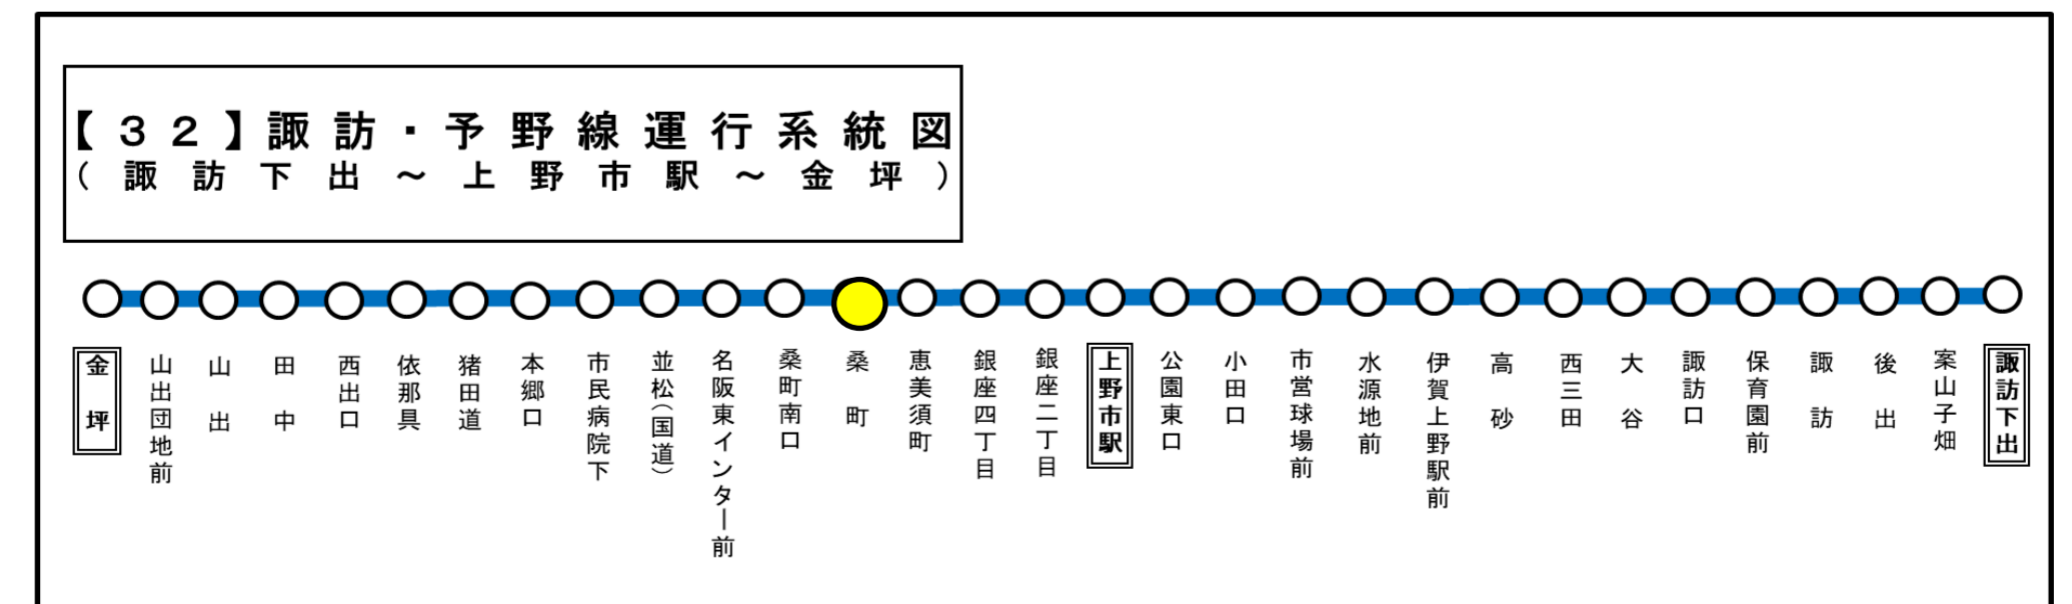 【３２】諏訪・予野線運行系統図
（諏訪下出～上野市駅～金坪）
金坪
山出団地前
山出
田中
西出口
依那具
猪田道
本郷口
市民病院下
並松（国道）
名阪東インター前
桑町南口
桑町
恵美須町
銀座四丁目
銀座二丁目
上野市駅
公園東口
小田口
市営球場前
水源地前
伊賀上野駅前
高砂
西三田
大谷
諏訪口
保育園前
諏訪
後出
案山子畑
諏訪下出